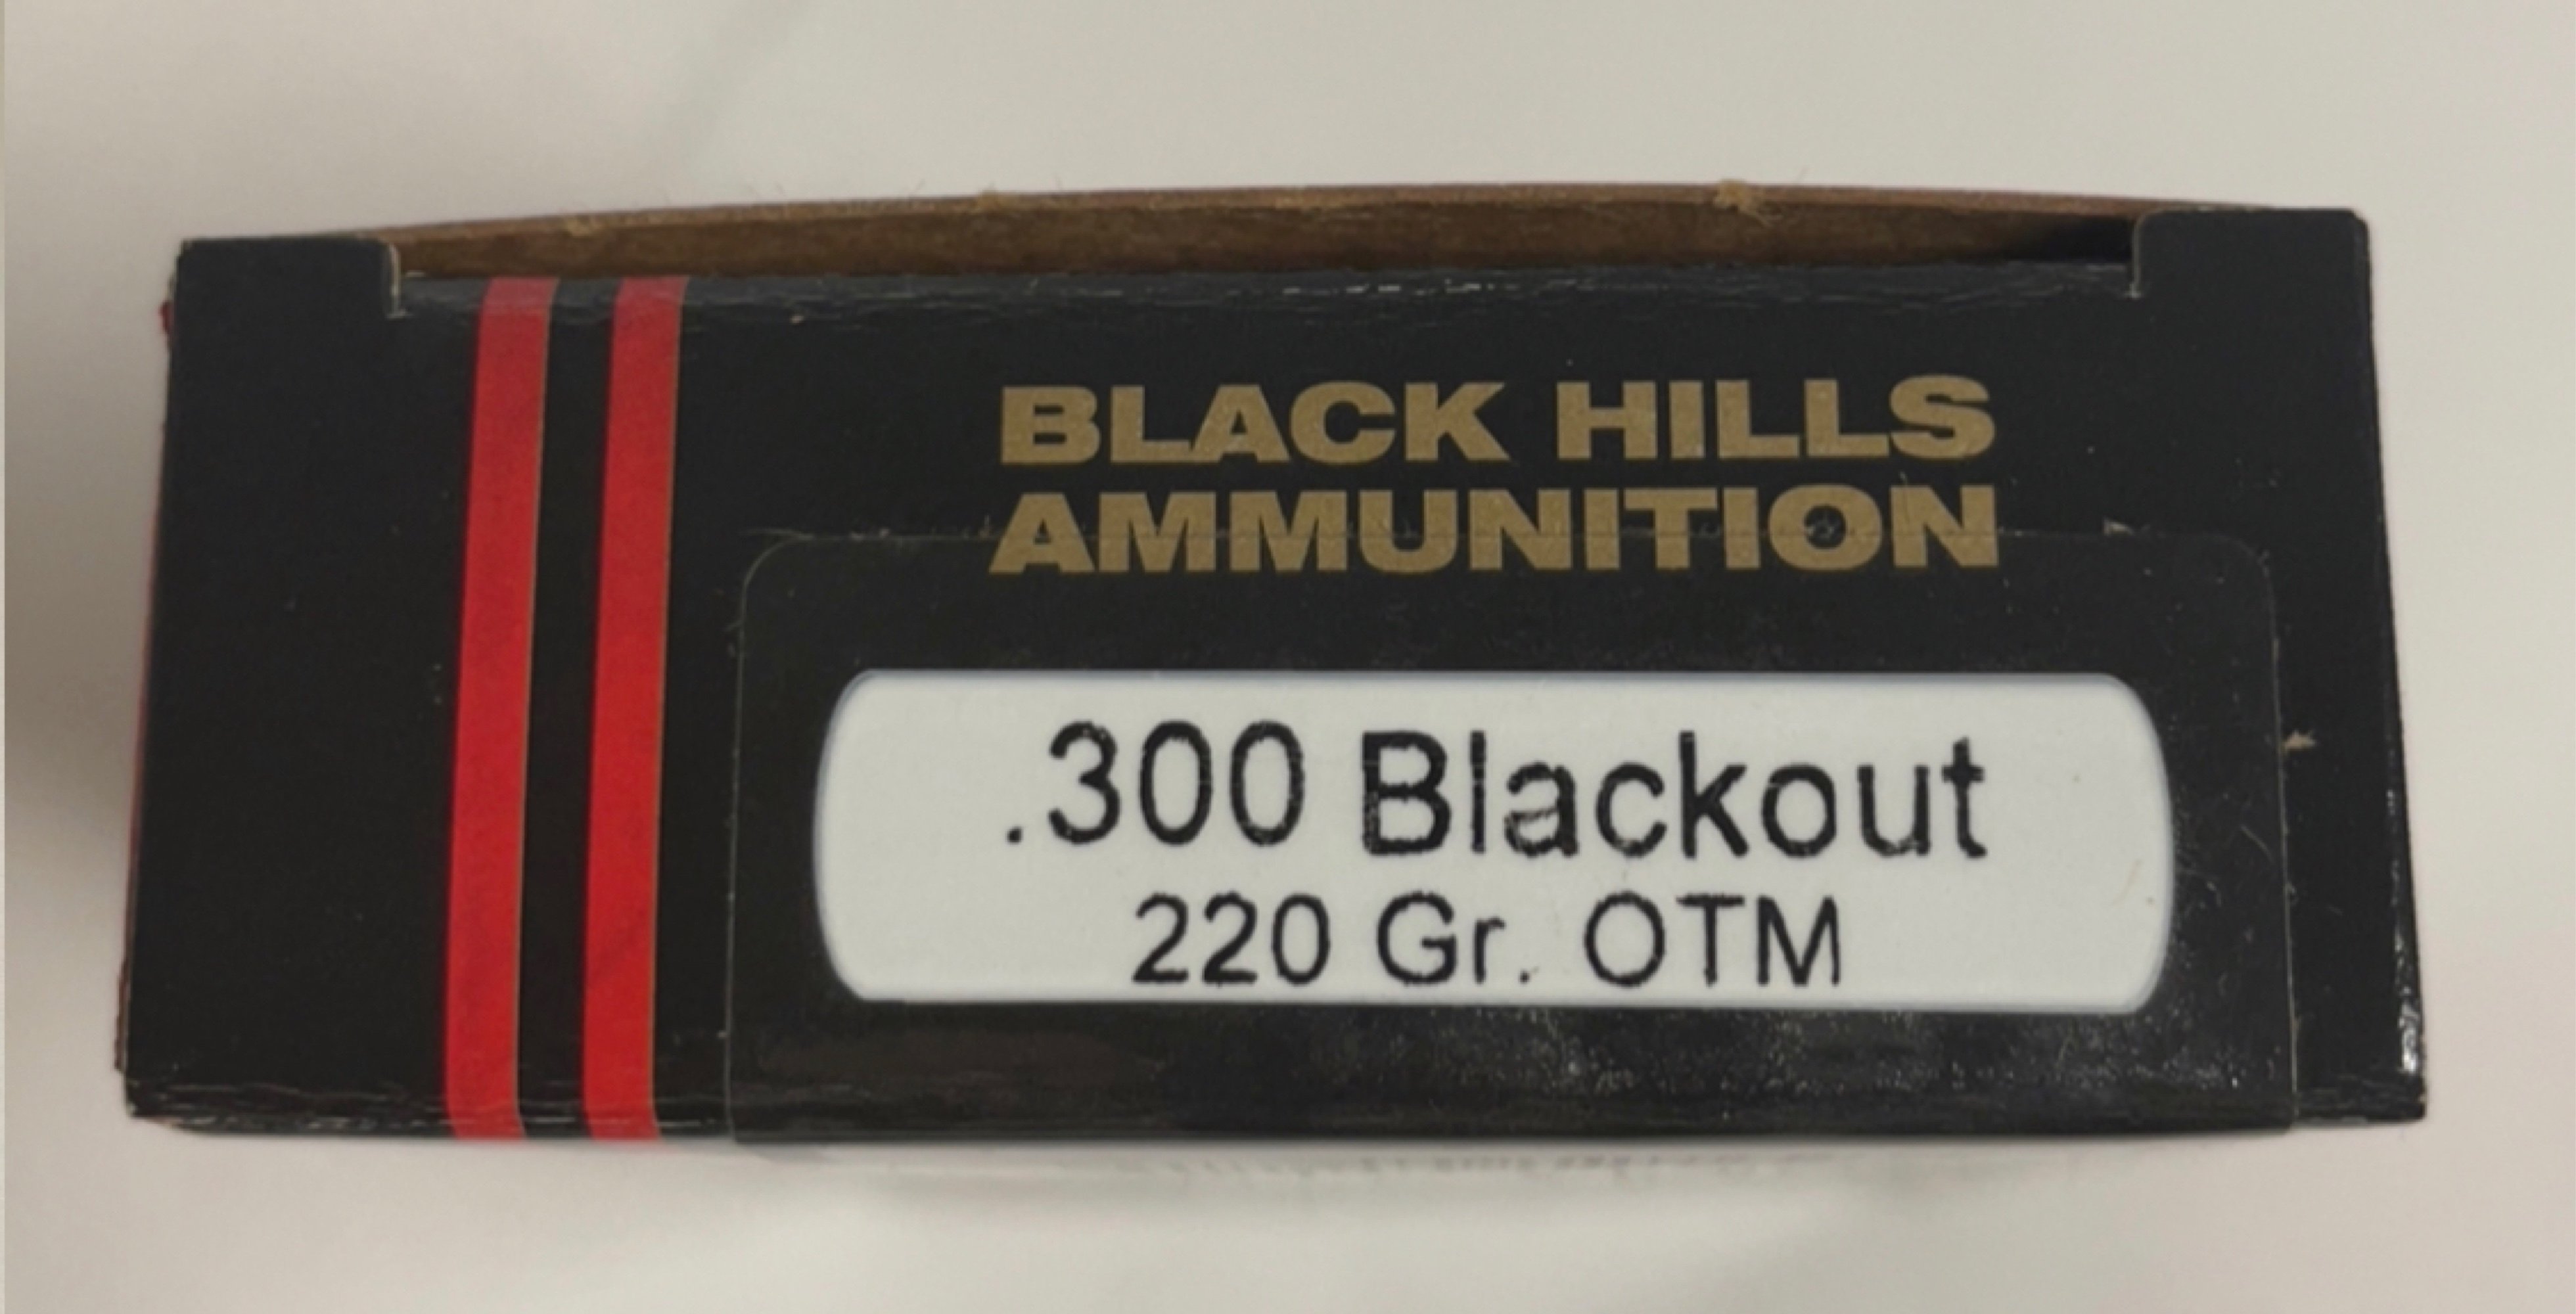 BLACK HILLS
AMMUNITION
.300 Blackout
220 Gr. OTM